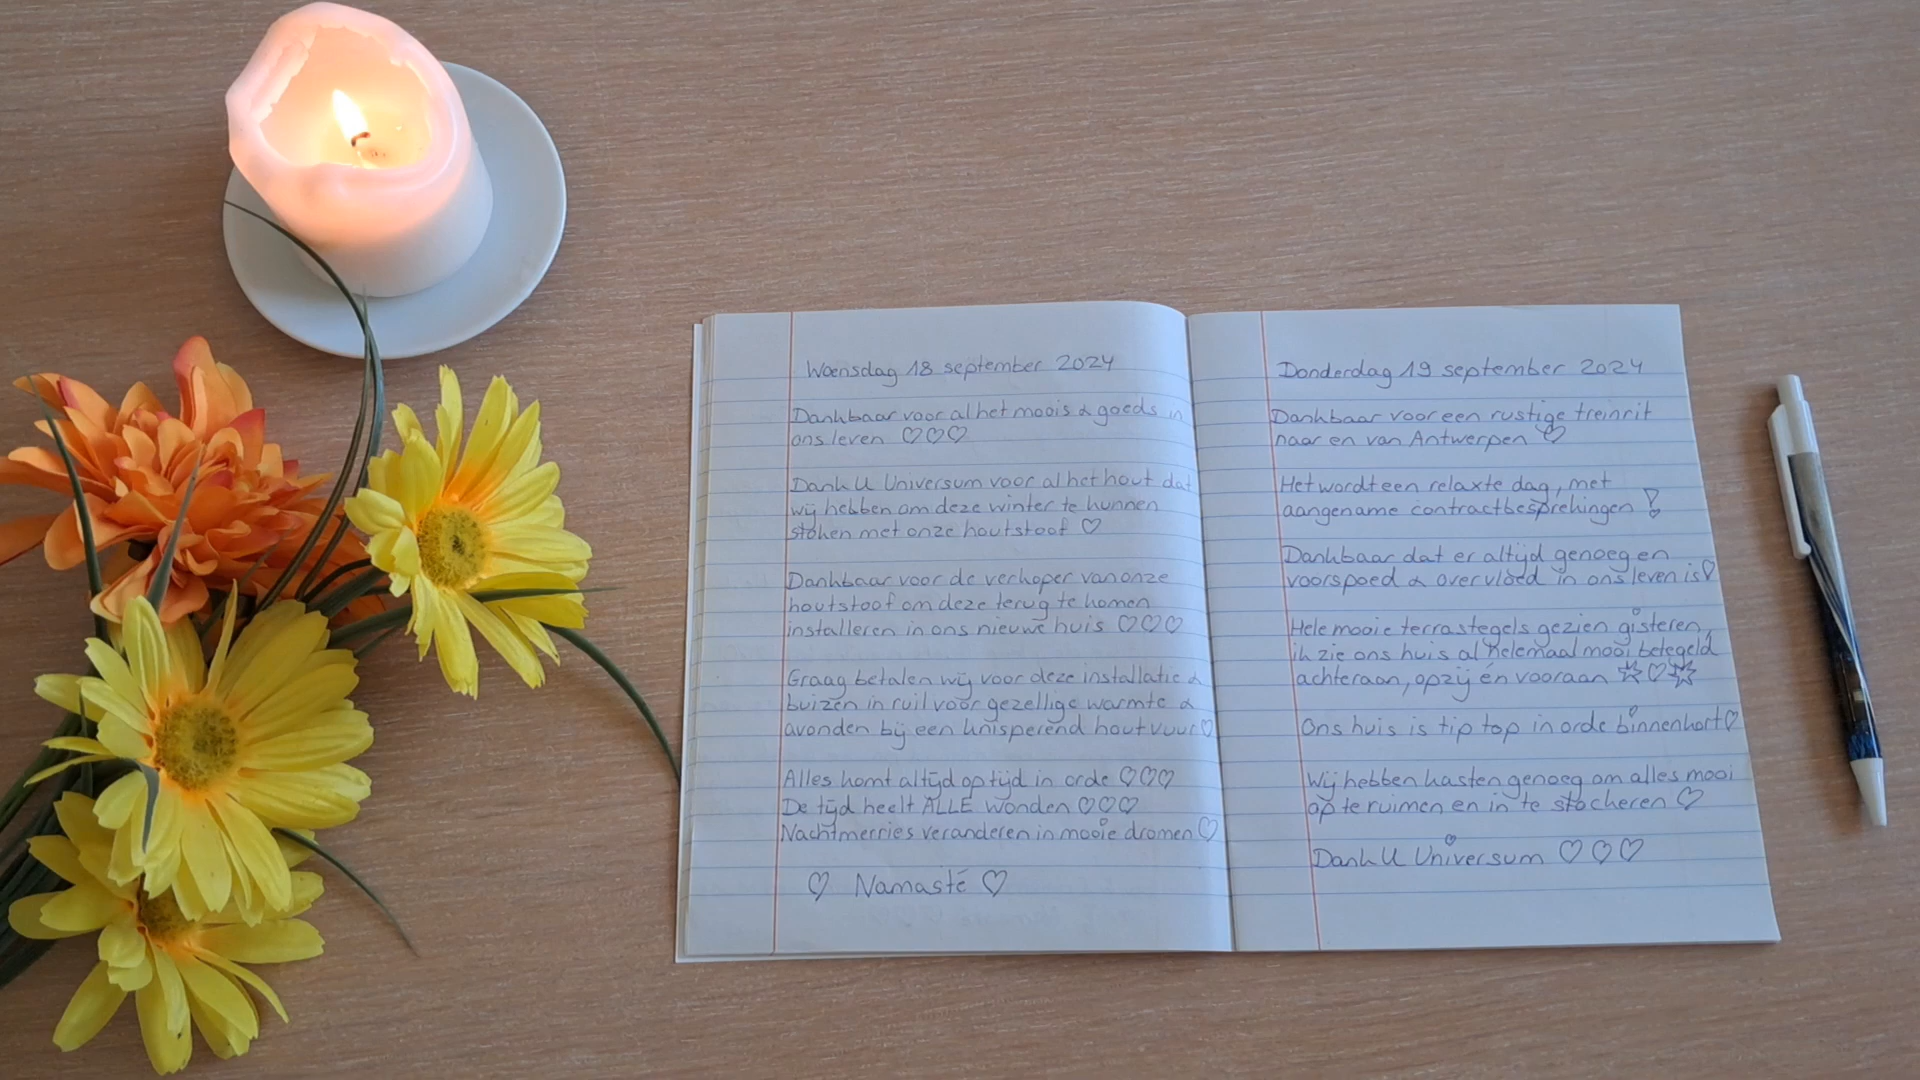 Woensdag 18 september 2024
Dankbaar voor al het moois & goeds in
ons leven ♡♡♡
Dank U Universum voor al het hout dat
wij hebben om deze winter te kunnen
stoken met onze houtstoof ♡
Dankbaar voor de verkoper van onze
houtstoof om deze terug te komen
installeren in ons nieuwe huis ♡♡♡
Graag betalen wij voor deze installatie &
buizen in ruil voor gezellige warmte &
avonden bij een knisperend houtvuur♡
Alles komt altijd op tijd in orde ♡♡♡
De tijd heelt ALLE wonden ♡♡♡
Nachtmerries veranderen in mooie dromen ♡
♡ Namasté ♡
Donderdag 19 september 2024
Dankbaar voor een rustige treinrit
naar en van Antwerpen ♡
Het wordt een relaxte dag, met
aangename contractbesprekingen !
Dankbaar dat er altijd genoeg en
voorspoed & overvloed in ons leven is♡
Hele mooie terrastegels gezien gisteren,
ik zie ons huis al helemaal mooi betegeld
achteraan, opzij én vooraan ☆♡☆
Ons huis is tip top in orde binnenkort♡
Wij hebben kasten genoeg om alles mooi
op te ruimen en in te stockeren ♡
Dank U Universum ♡♡♡